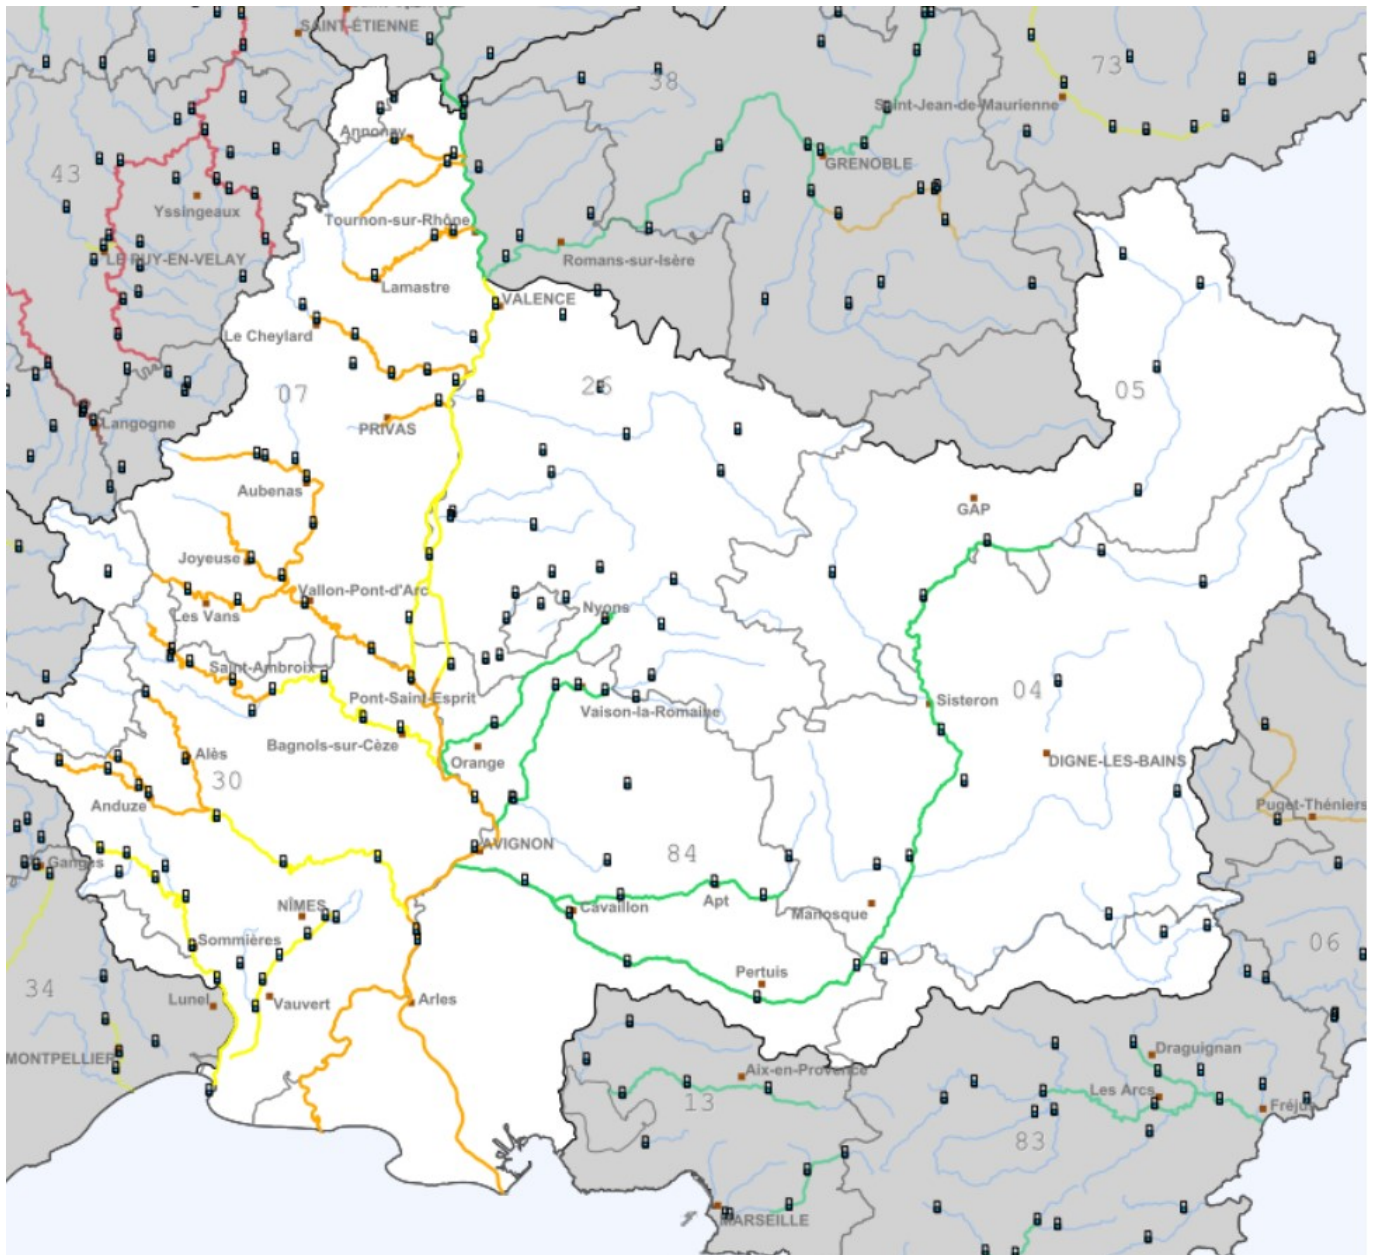 SAINT-ÉTIENNE
38
73
Saint-Jean-de-Maurienne
Annonay
GRENOBLE
43
Yssingeaux
Tournon-sur-Rhône
LE PUY-EN-VELAY
Romans-sur-Isère
Lamastre
VALENCE
Le Cheylard
07
26
05
PRIVAS
Langogne
Aubenas
GAP
Joyeuse
Vallon-Pont-d'Arc
Les Vans
Nyons
Saint-Ambroix
04
Pont-Saint-Esprit
Sisteron
Vaison-la-Romaine
Bagnols-sur-Cèze
Alès
Orange
DIGNE-LES-BAINS
30
Anduze
Puget-Théniers
AVIGNON
84
Ganges
NÎMES
Cavaillon
Apt
Manosque
Sommières
06
34
Lunel
Vauvert
Arles
Pertuis
MONTPELLIER
Draguignan
Aix-en-Provence
Les Arcs
13
Fréju
83
MARSEILLE